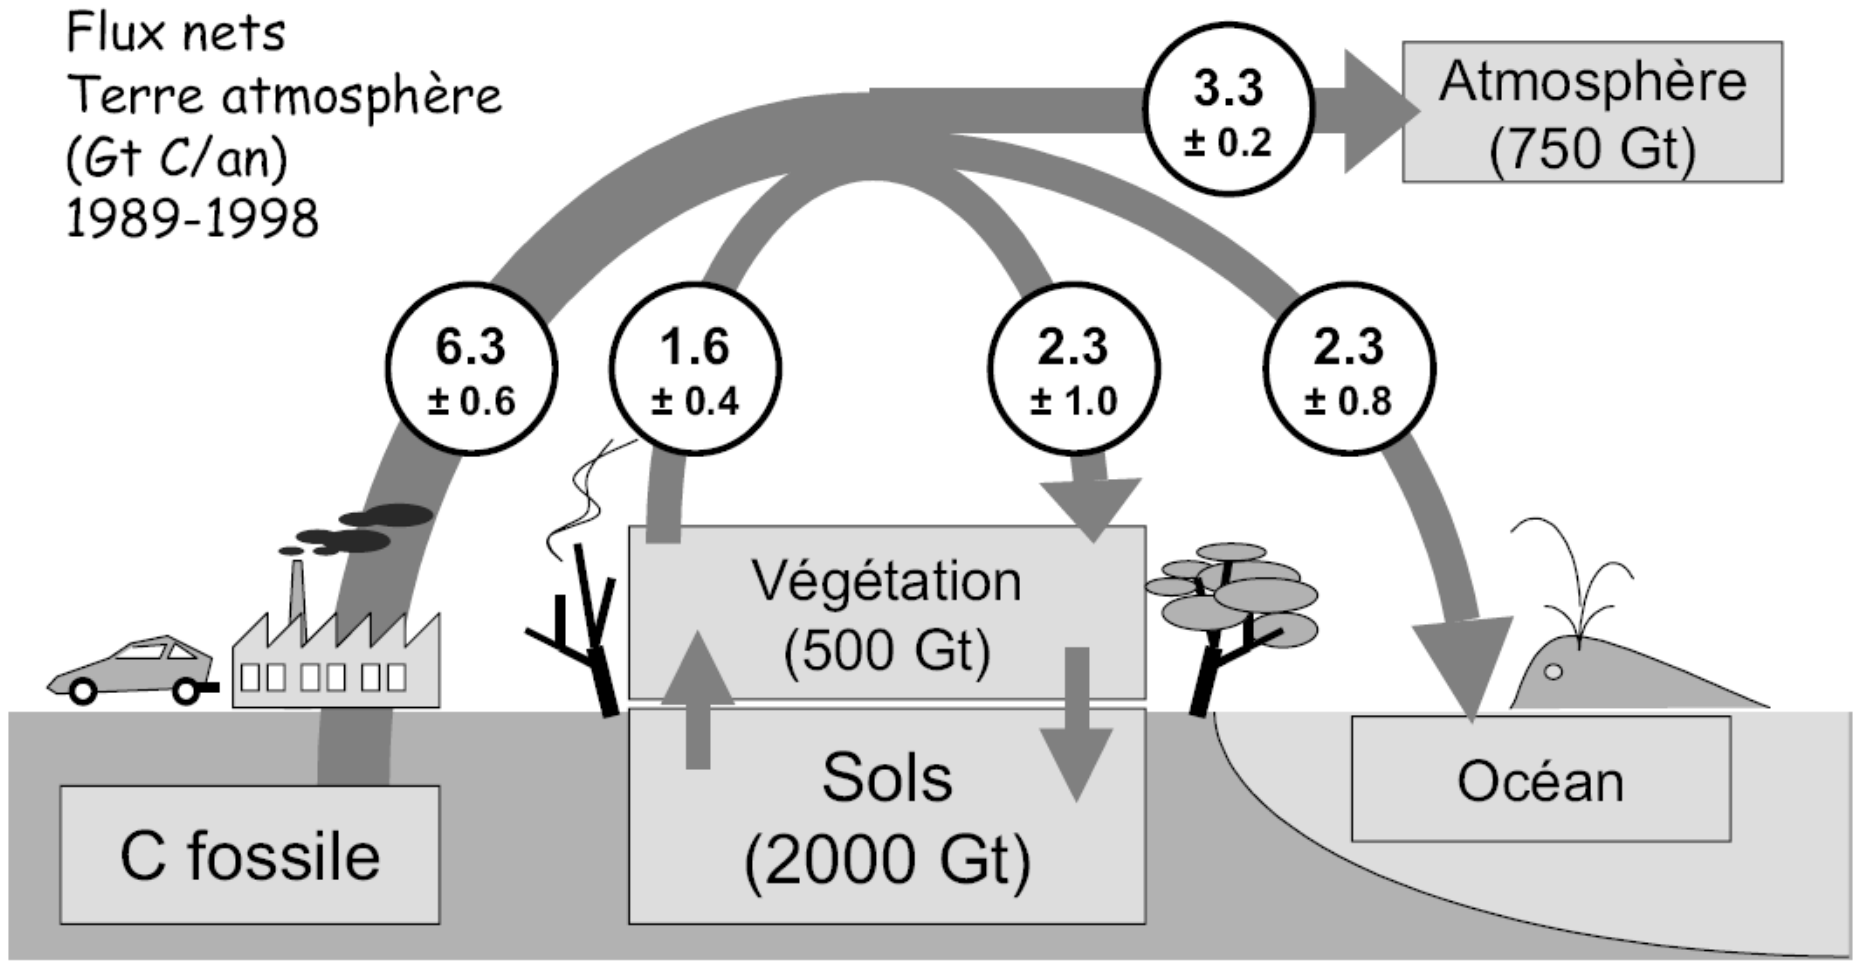 Flux nets
Terre atmosphère
(Gt C/an)
1989-1998
3.3
± 0.2
Atmosphère
(750 Gt)
6.3
± 0.6
1.6
± 0.4
2.3
± 1.0
2.3
± 0.8
Végétation
(500 Gt)
Sols
(2000 Gt)
C fossile
Océan